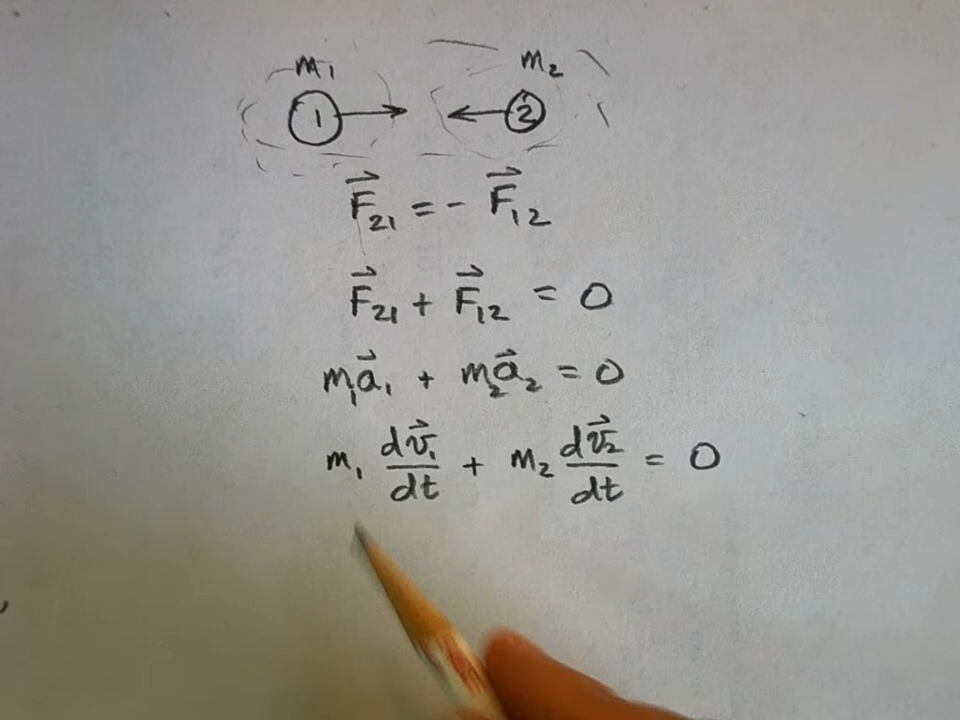 m₁ m₂
1 2
F⃗₂₁ = - F⃗₁₂
F⃗₂₁ + F⃗₁₂ = 0
m₁a⃗₁ + m₂a⃗₂ = 0
m₁ dv⃗₁/dt + m₂ dv⃗₂/dt = 0